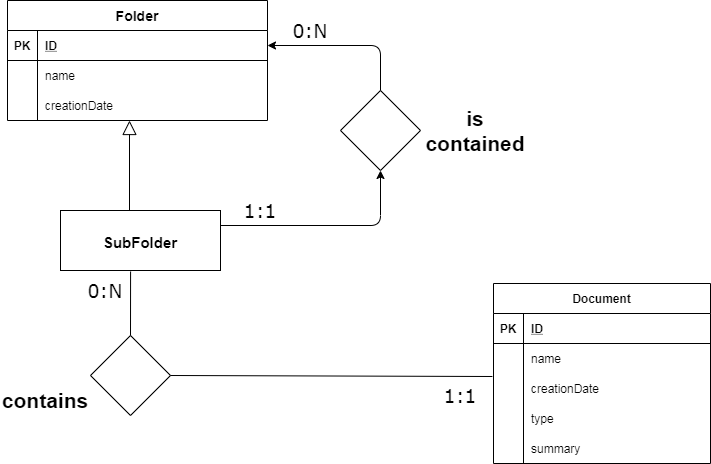 Folder
PK ID
name
creationDate
0:N
is
contained
1:1
SubFolder
0:N
contains
1:1
Document
PK ID
name
creationDate
type
summary